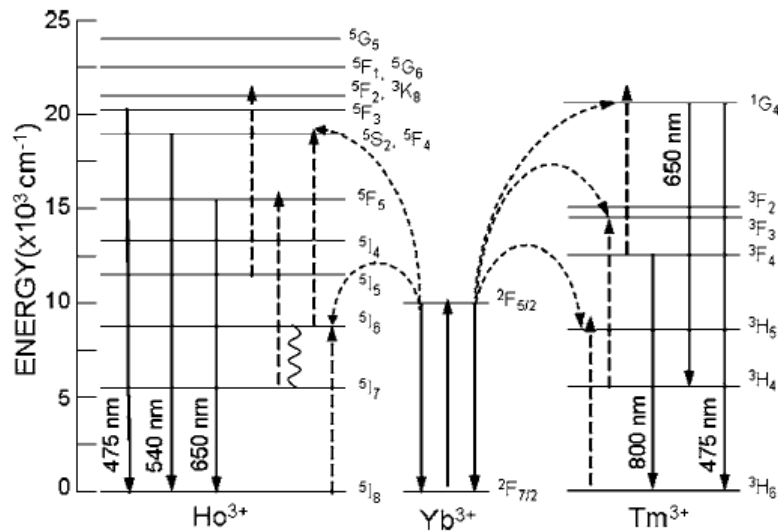 ENERGY(x10³ cm⁻¹)
25
20
15
10
5
0
⁵G₅
⁵F₁, ⁵G₆
⁵F₂, ³K₈
⁵F₃
⁵S₂, ⁵F₄
⁵F₅
⁵I₄
⁵I₅
⁵I₆
⁵I₇
⁵I₈
475 nm
540 nm
650 nm
Ho³⁺
²F₅/₂
²F₇/₂
Yb³⁺
¹G₄
³F₂
³F₃
³F₄
³H₅
³H₄
³H₆
650 nm
800 nm
475 nm
Tm³⁺